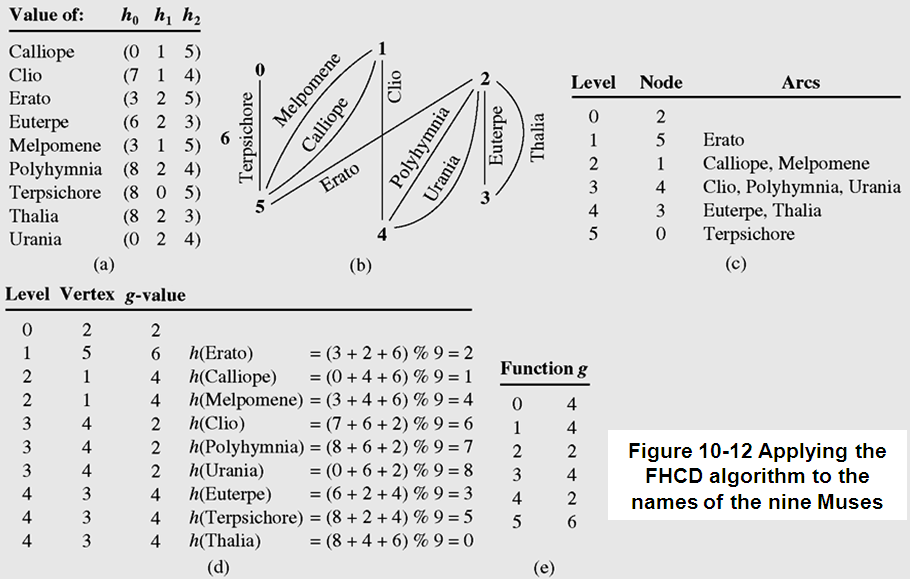 Value of: h0 h1 h2
Calliope (0 1 5)
Clio (7 1 4)
Erato (3 2 5)
Euterpe (6 2 3)
Melpomene (3 1 5)
Polyhymnia (8 2 4)
Terpsichore (8 0 5)
Thalia (8 2 3)
Urania (0 2 4)
(a)
0
1
2
6
Terpsichore
Melpomene
Calliope
Clio
Erato
Polyhymnia
Urania
Euterpe
Thalia
5
4
3
(b)
Level Node Arcs
0 2
1 5 Erato
2 1 Calliope, Melpomene
3 4 Clio, Polyhymnia, Urania
4 3 Euterpe, Thalia
5 0 Terpsichore
(c)
Level Vertex g-value
0 2 2
1 5 6 h(Erato) = (3 + 2 + 6) % 9 = 2
2 1 4 h(Calliope) = (0 + 4 + 6) % 9 = 1
2 1 4 h(Melpomene) = (3 + 4 + 6) % 9 = 4
3 4 2 h(Clio) = (7 + 6 + 2) % 9 = 6
3 4 2 h(Polyhymnia) = (8 + 6 + 2) % 9 = 7
3 4 2 h(Urania) = (0 + 6 + 2) % 9 = 8
4 3 4 h(Euterpe) = (6 + 2 + 4) % 9 = 3
4 3 4 h(Terpsichore) = (8 + 2 + 4) % 9 = 5
4 3 4 h(Thalia) = (8 + 4 + 6) % 9 = 0
(d)
Function g
0 4
1 4
2 2
3 4
4 2
5 6
(e)
Figure 10-12 Applying the
FHCD algorithm to the
names of the nine Muses